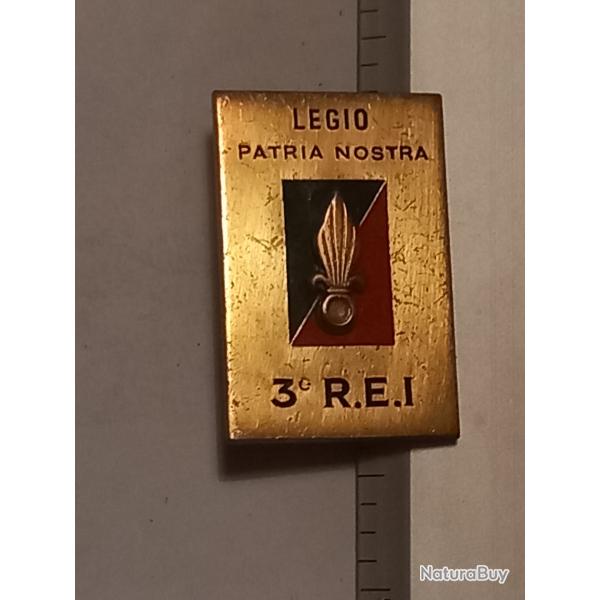 LEGIO
PATRIA NOSTRA
3e R.E.I
NaturaBuy